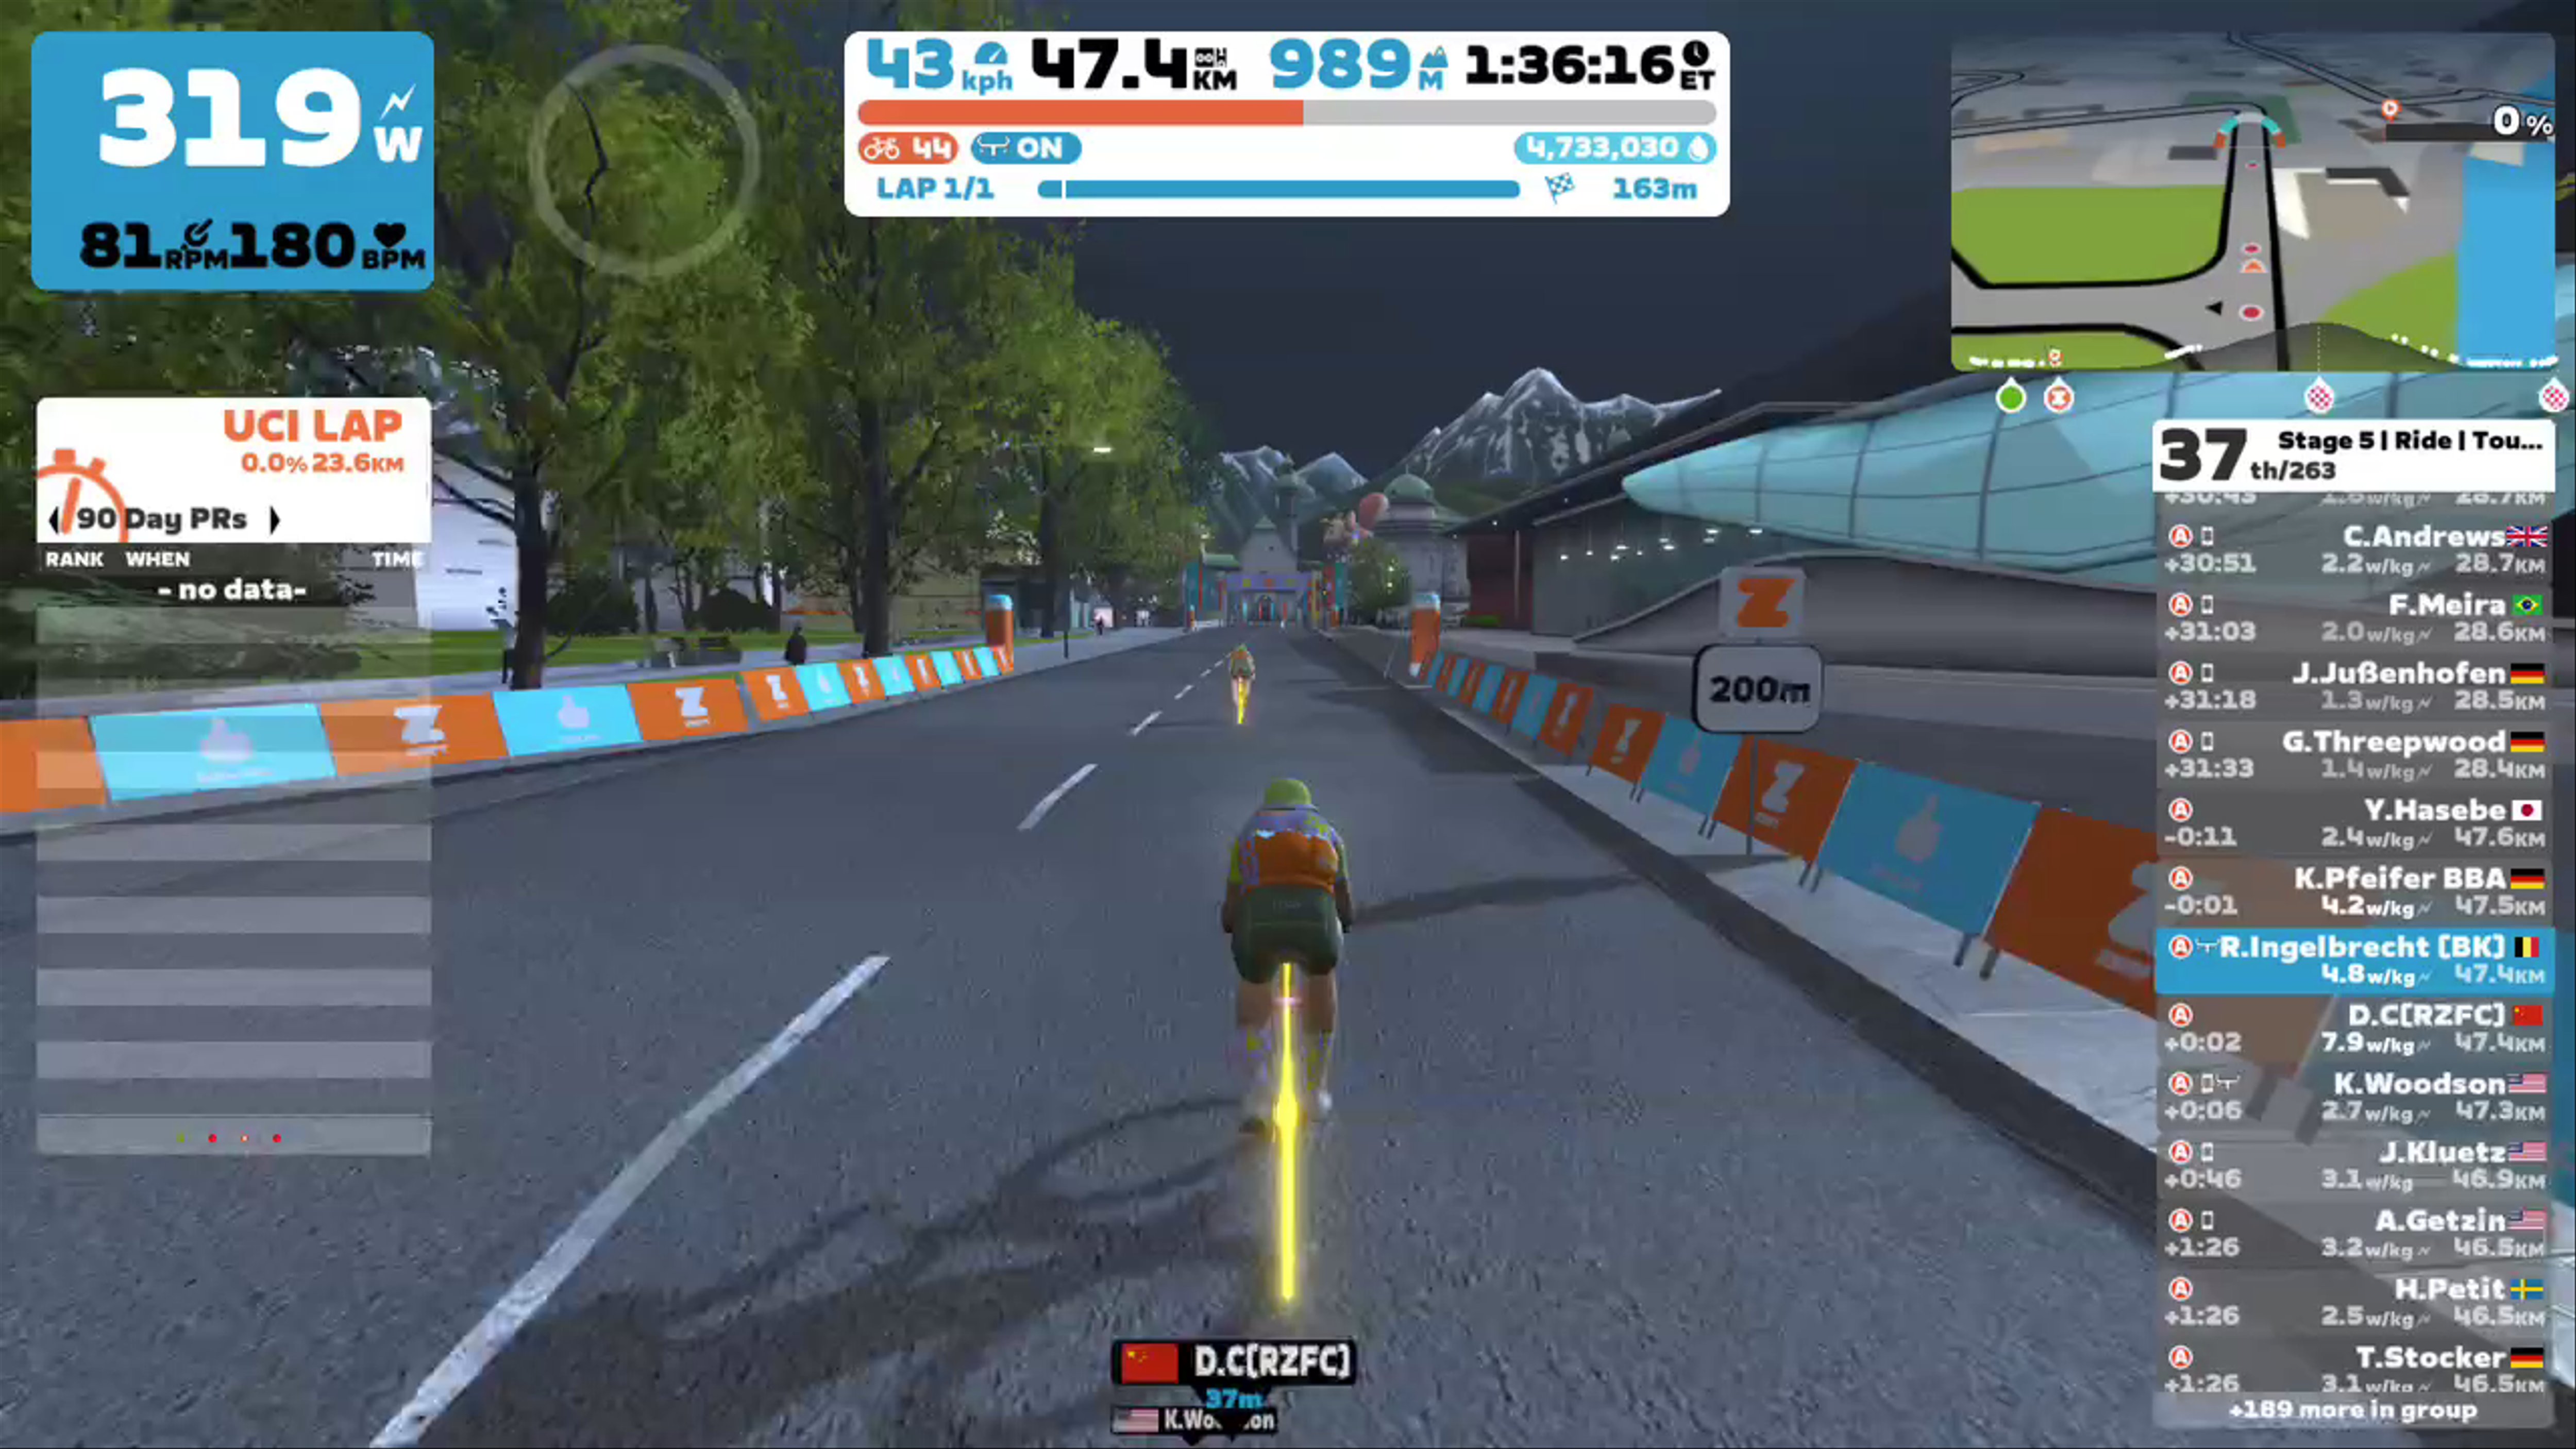 319 W
81 RPM 180 BPM
43 kph 47.4 KM 989 M 1:36:16 ET
44 ON 4,733,030
LAP 1/1 163m
0 %
UCI LAP
0.0% 23.6KM
90 Day PRs
RANK WHEN TIME
- no data-
200m
37 th/263 Stage 5 | Ride | Tou...
+30:43 1.6w/kg 28.7KM
A C.Andrews
+30:51 2.2w/kg 28.7KM
A F.Meira
+31:03 2.0w/kg 28.6KM
A J.Jußenhofen
+31:18 1.3w/kg 28.5KM
A G.Threepwood
+31:33 1.4w/kg 28.4KM
A Y.Hasebe
-0:11 2.4w/kg 47.6KM
A K.Pfeifer BBA
-0:01 4.2w/kg 47.5KM
A R.Ingelbrecht [BK]
4.8w/kg 47.4KM
A D.C[RZFC]
+0:02 7.9w/kg 47.4KM
A K.Woodson
+0:06 2.7w/kg 47.3KM
A J.Kluetz
+0:46 3.1w/kg 46.9KM
A A.Getzin
+1:26 3.2w/kg 46.5KM
A H.Petit
+1:26 2.5w/kg 46.5KM
A T.Stocker
+1:26 3.1w/kg 46.5KM
+189 more in group
D.C[RZFC]
37m